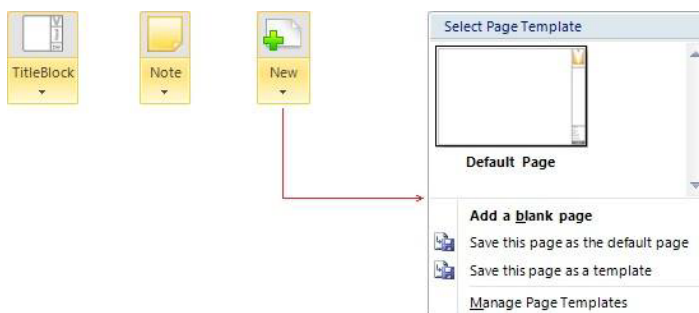 TitleBlock
Note
New
Select Page Template
Default Page
Add a blank page
Save this page as the default page
Save this page as a template
Manage Page Templates